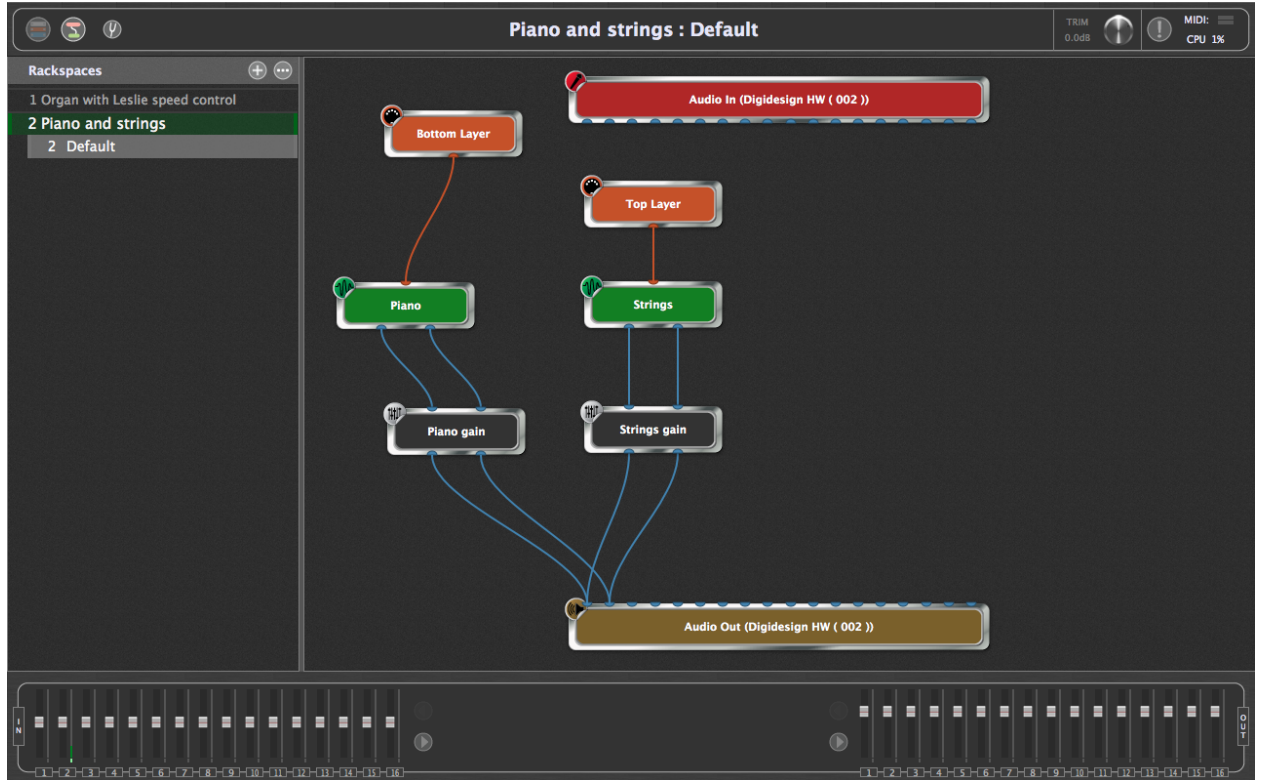 Piano and strings : Default
TRIM
0.0dB
MIDI:
CPU 1%
Rackspaces
1 Organ with Leslie speed control
2 Piano and strings
2 Default
Audio In (Digidesign HW ( 002 ))
Bottom Layer
Top Layer
Piano
Strings
Piano gain
Strings gain
Audio Out (Digidesign HW ( 002 ))
IN
1 2 3 4 5 6 7 8 9 10 11 12 13 14 15 16
1 2 3 4 5 6 7 8 9 10 11 12 13 14 15 16
OUT